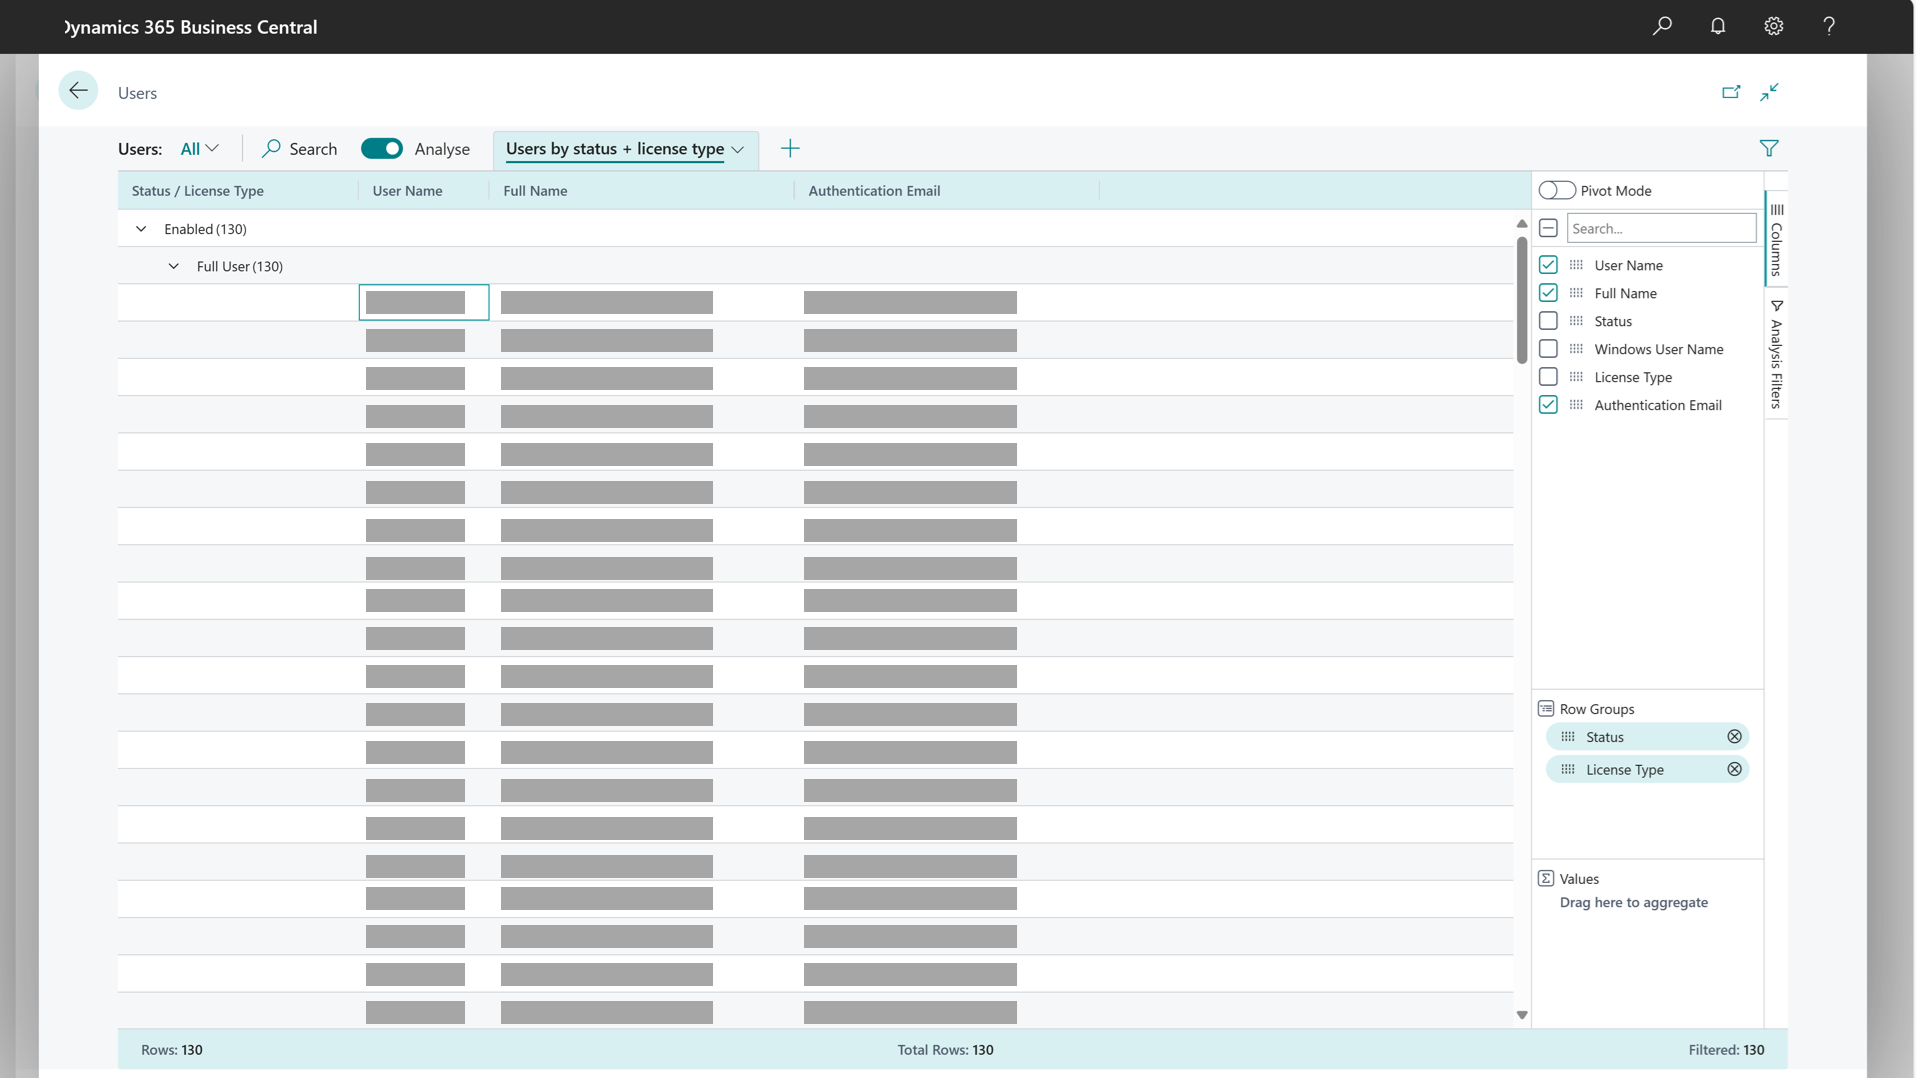 Dynamics 365 Business Central
Users
Users: All Search Analyse Users by status + license type
Status / License Type User Name Full Name Authentication Email
Enabled (130)
Full User (130)
Pivot Mode
Search...
User Name
Full Name
Status
Windows User Name
License Type
Authentication Email
Columns
Analysis Filters
Row Groups
Status
License Type
Values
Drag here to aggregate
Rows: 130 Total Rows: 130 Filtered: 130